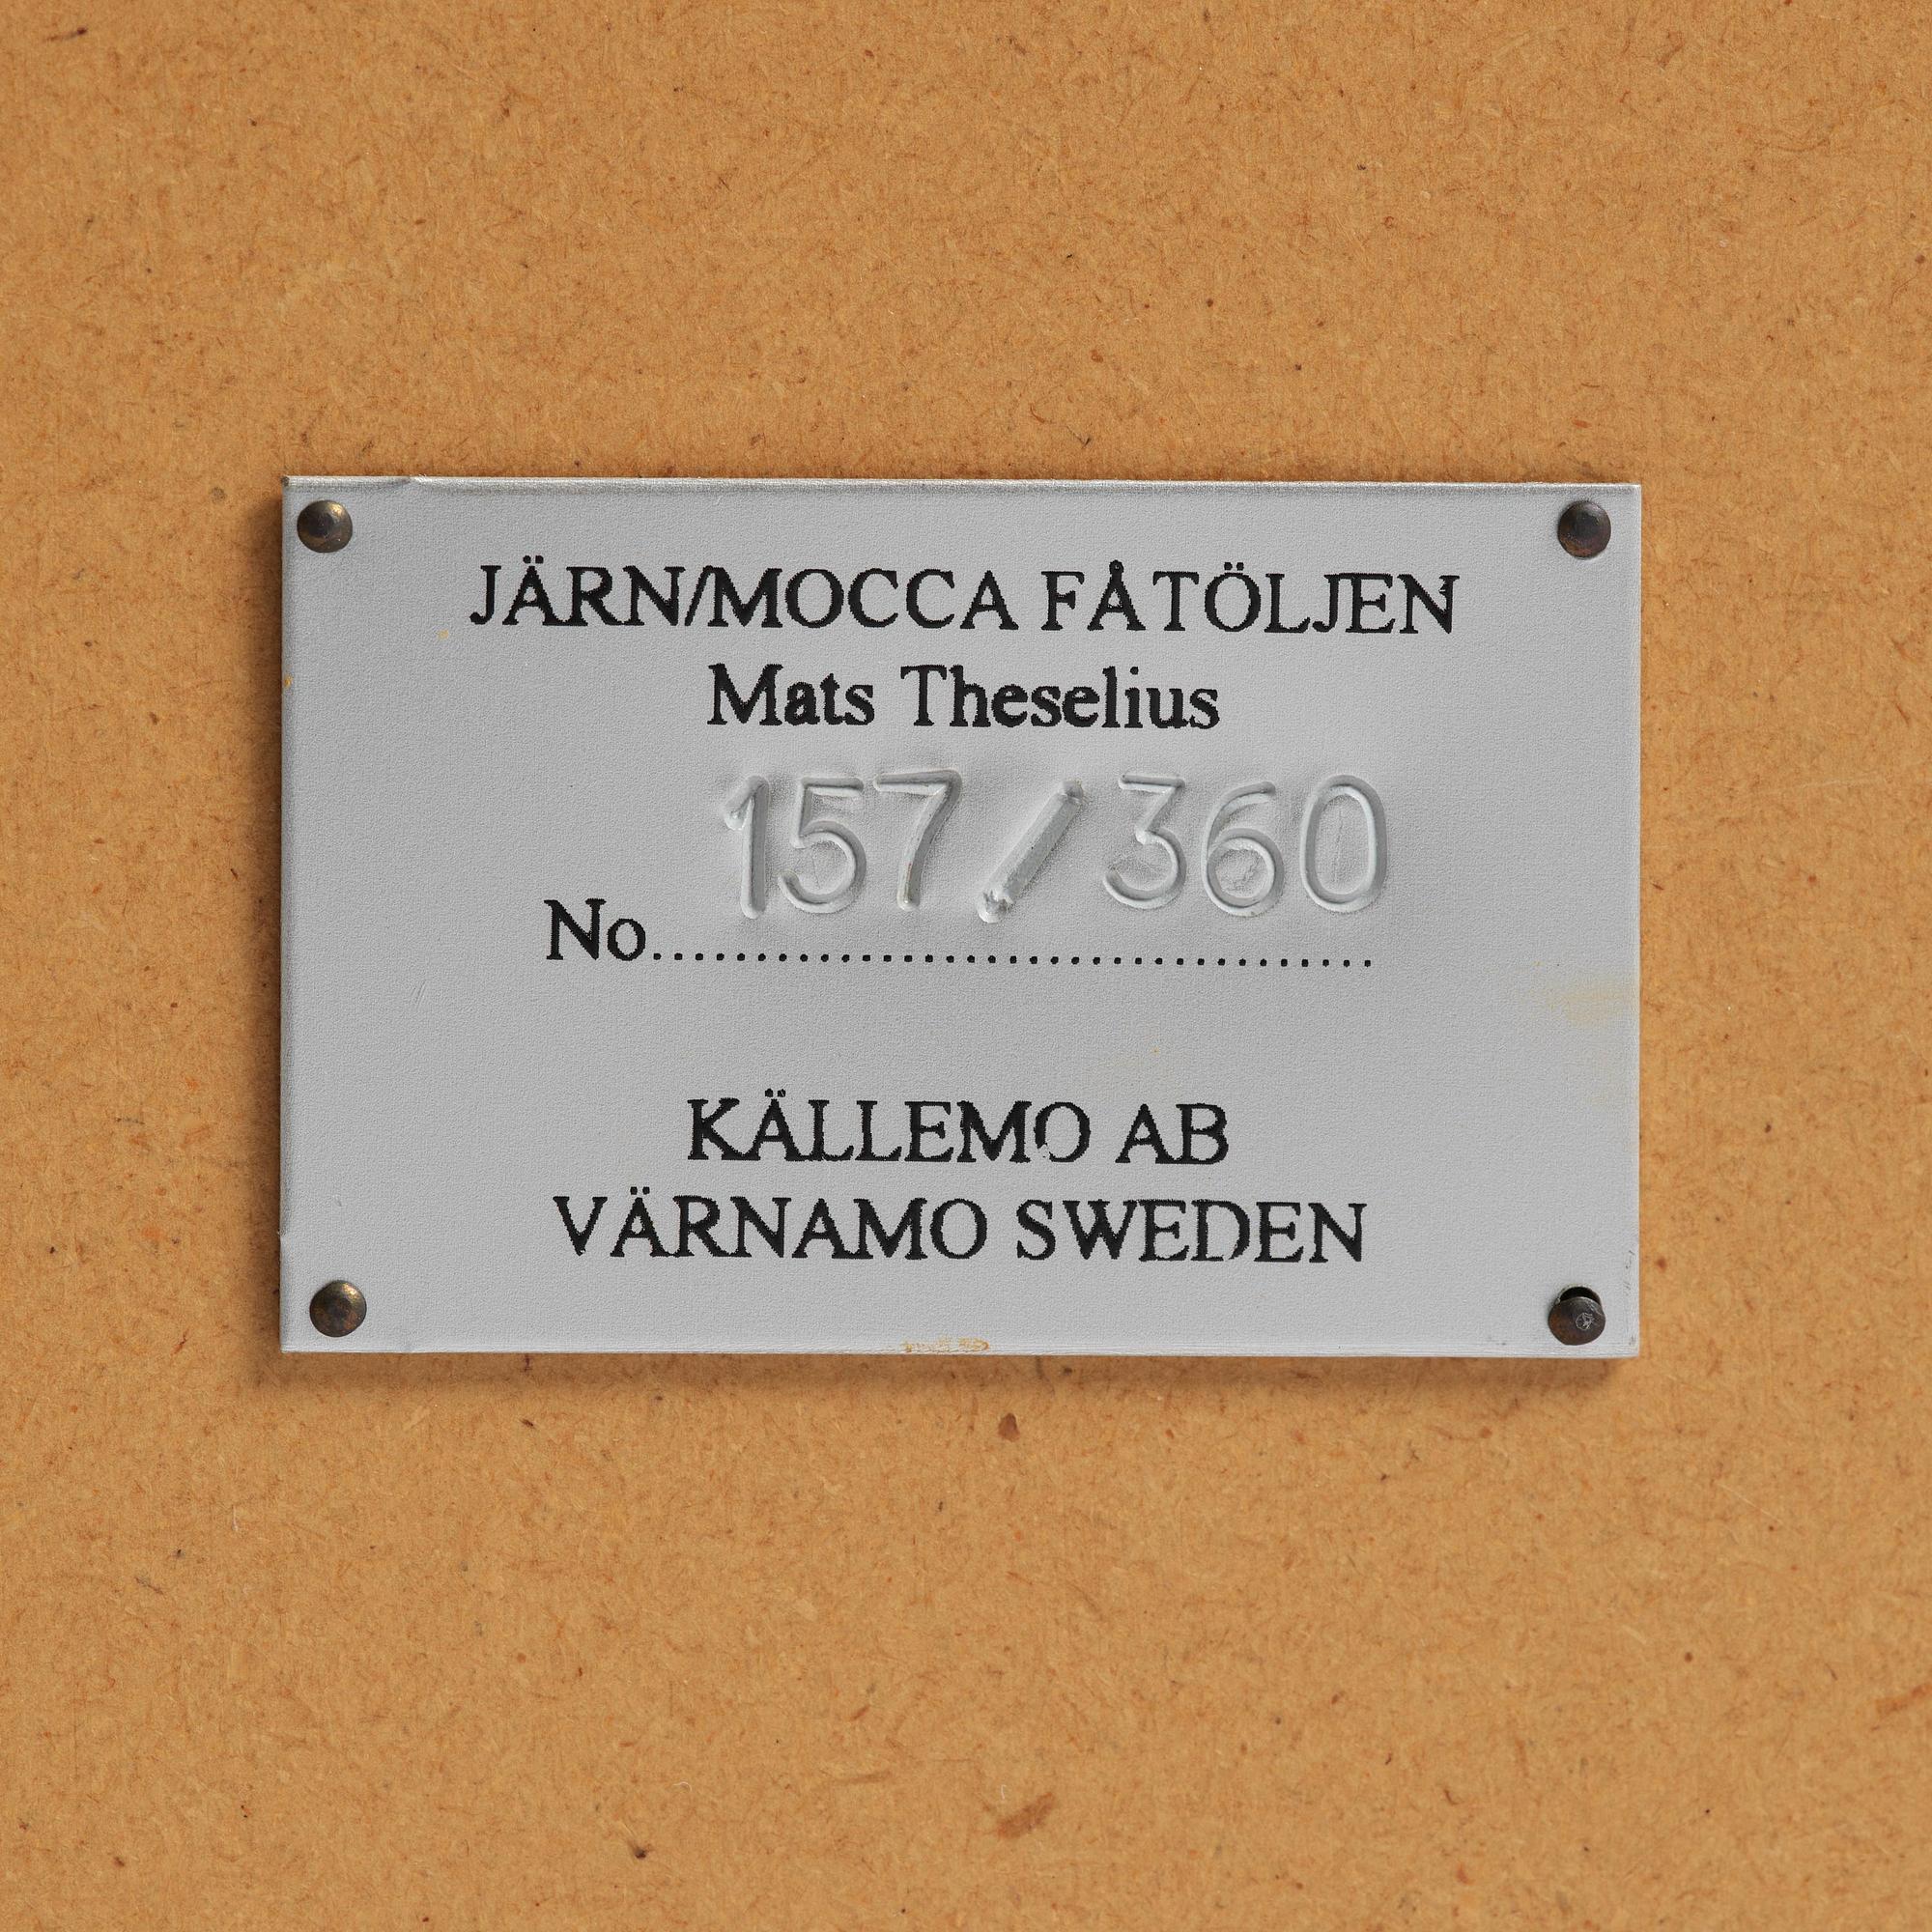 JÄRN/MOCCA FÅTÖLJEN
Mats Theselius
157/360
No...................................
KÄLLEMO AB
VÄRNAMO SWEDEN